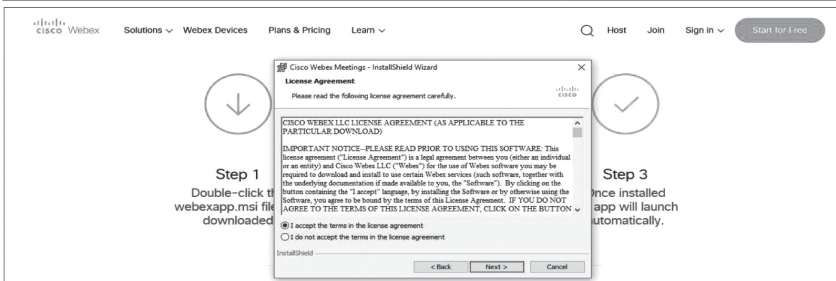 cisco Webex Solutions Webex Devices Plans & Pricing Learn Host Join Sign in Start for Free
Cisco Webex Meetings - InstallShield Wizard
License Agreement
Please read the following license agreement carefully.
cisco
CISCO WEBEX LLC LICENSE AGREEMENT (AS APPLICABLE TO THE
PARTICULAR DOWNLOAD)
IMPORTANT NOTICE--PLEASE READ PRIOR TO USING THIS SOFTWARE: This
license agreement ("License Agreement") is a legal agreement between you (either an individual
or an entity) and Cisco Webex LLC ("Webex") for the use of Webex software you may be
required to download and install to use certain Webex services (such software, together with
the underlying documentation if made available to you, the "Software"). By clicking on the
button containing the "I accept" language, by installing the Software or by otherwise using the
Software, you agree to be bound by the terms of this License Agreement. IF YOU DO NOT
AGREE TO THE TERMS OF THIS LICENSE AGREEMENT, CLICK ON THE BUTTON
I accept the terms in the license agreement
I do not accept the terms in the license agreement
InstallShield
< Back Next > Cancel
Step 1
Double-click th
webexapp.msi file
downloaded
Step 3
Once installed
app will launch
automatically.